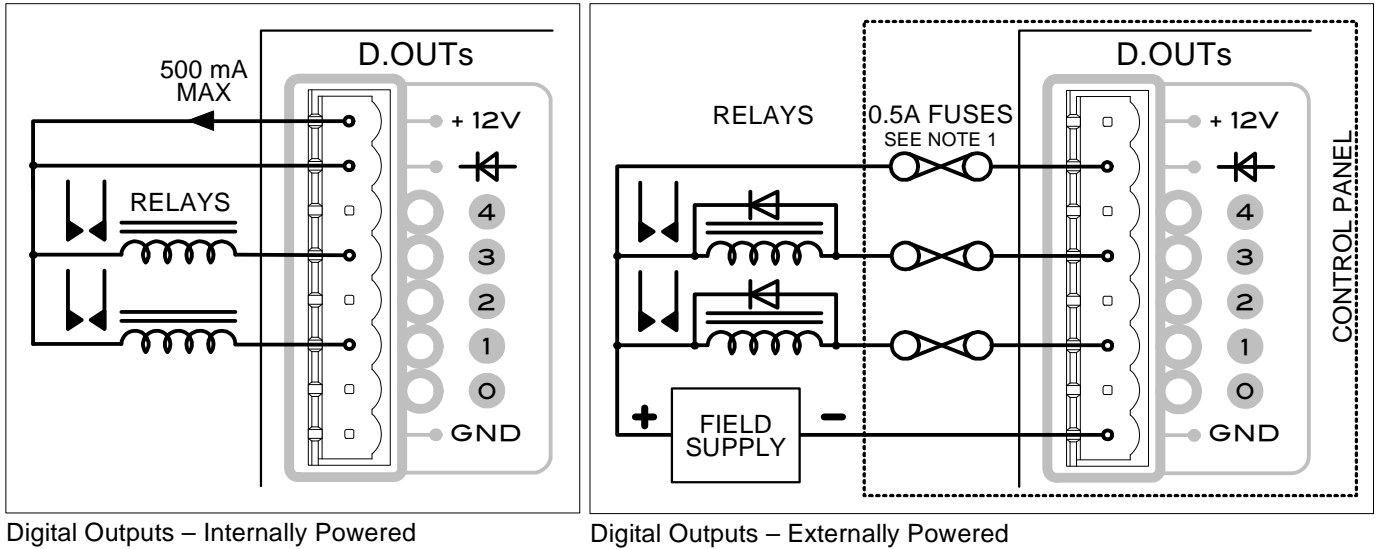 D.OUTs
500 mA
MAX
+ 12V
RELAYS
4
3
2
1
0
GND
Digital Outputs – Internally Powered
D.OUTs
RELAYS
0.5A FUSES
SEE NOTE 1
+ 12V
4
3
2
1
0
GND
CONTROL PANEL
+
FIELD
SUPPLY
–
Digital Outputs – Externally Powered